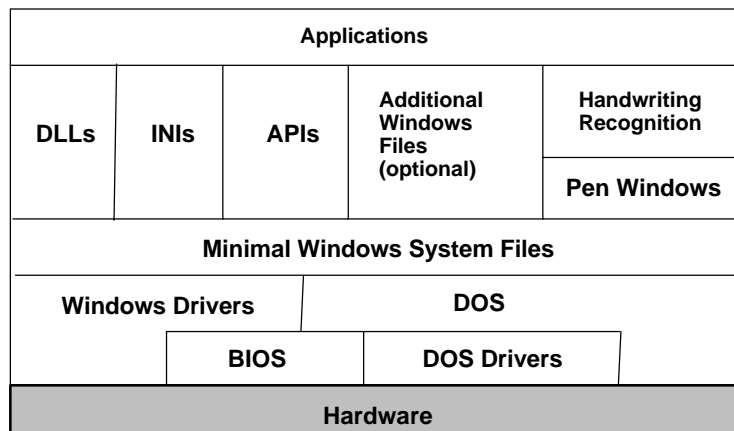 Applications
DLLs
INIs
APIs
Additional
Windows
Files
(optional)
Handwriting
Recognition
Pen Windows
Minimal Windows System Files
Windows Drivers
DOS
BIOS
DOS Drivers
Hardware